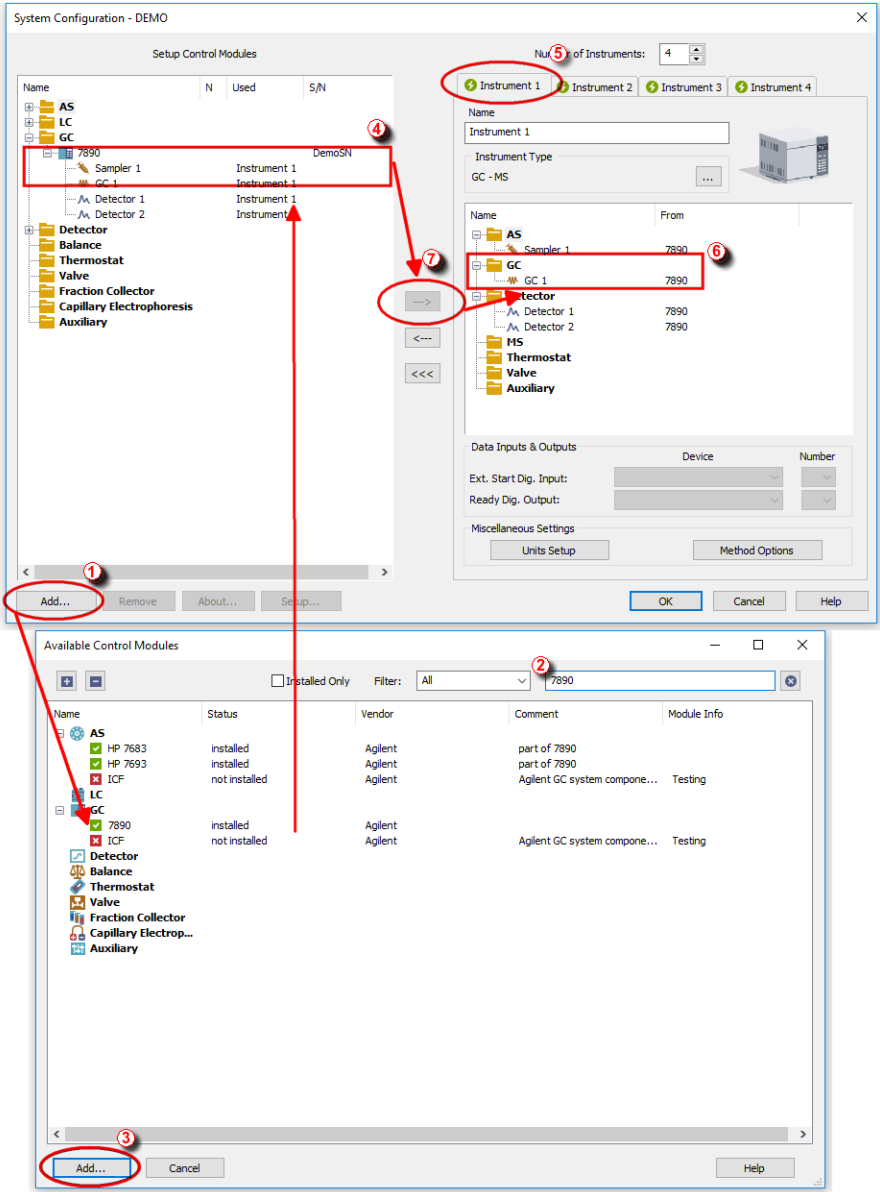 System Configuration - DEMO
Setup Control Modules
Name N Used S/N
AS
LC
GC
7890 DemoSN
Sampler 1 Instrument 1
GC 1 Instrument 1
Detector 1 Instrument 1
Detector 2 Instrument
Detector
Balance
Thermostat
Valve
Fraction Collector
Capillary Electrophoresis
Auxiliary
4
7
--->
<---
<<<
1
Add... Remove About... Setup...
Number of Instruments: 4
5
Instrument 1 Instrument 2 Instrument 3 Instrument 4
Name
Instrument 1
Instrument Type
GC - MS ...
Name From
AS
Sampler 1 7890
6
GC
GC 1 7890
Detector
Detector 1 7890
Detector 2 7890
MS
Thermostat
Valve
Auxiliary
Data Inputs & Outputs
Device Number
Ext. Start Dig. Input:
Ready Dig. Output:
Miscellaneous Settings
Units Setup Method Options
OK Cancel Help
Available Control Modules
2
Installed Only Filter: All 7890
Name Status Vendor Comment Module Info
AS
HP 7683 installed Agilent part of 7890
HP 7693 installed Agilent part of 7890
ICF not installed Agilent Agilent GC system compone... Testing
LC
GC
7890 installed Agilent
ICF not installed Agilent Agilent GC system compone... Testing
Detector
Balance
Thermostat
Valve
Fraction Collector
Capillary Electrop...
Auxiliary
3
Add... Cancel Help